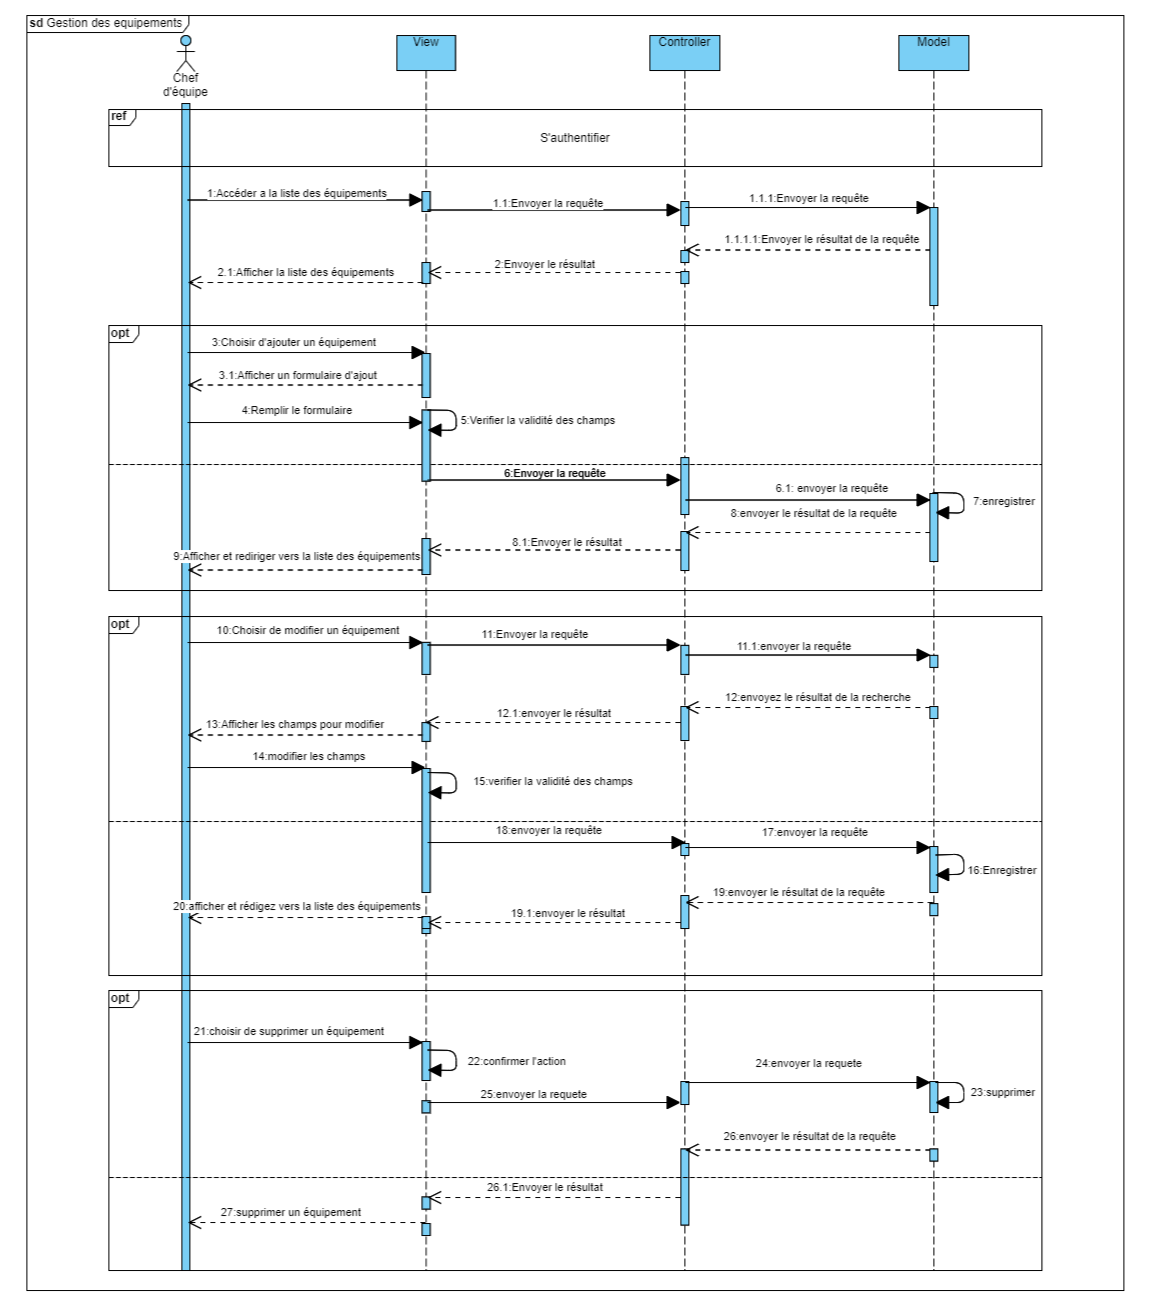 sd Gestion des equipements
Chef
d'équipe
View
Controller
Model
ref
S'authentifier
1:Accéder a la liste des équipements
1.1:Envoyer la requête
1.1.1:Envoyer la requête
1.1.1.1:Envoyer le résultat de la requête
2:Envoyer le résultat
2.1:Afficher la liste des équipements
opt
3:Choisir d'ajouter un équipement
3.1:Afficher un formulaire d'ajout
4:Remplir le formulaire
5:Verifier la validité des champs
6:Envoyer la requête
6.1: envoyer la requête
7:enregistrer
8:envoyer le résultat de la requête
8.1:Envoyer le résultat
9:Afficher et rediriger vers la liste des équipements
opt
10:Choisir de modifier un équipement
11:Envoyer la requête
11.1:envoyer la requête
12:envoyez le résultat de la recherche
12.1:envoyer le résultat
13:Afficher les champs pour modifier
14:modifier les champs
15:verifier la validité des champs
18:envoyer la requête
17:envoyer la requête
16:Enregistrer
19:envoyer le résultat de la requête
20:afficher et rédigez vers la liste des équipements
19.1:envoyer le résultat
opt
21:choisir de supprimer un équipement
22:confirmer l'action
24:envoyer la requete
25:envoyer la requete
23:supprimer
26:envoyer le résultat de la requête
26.1:Envoyer le résultat
27:supprimer un équipement